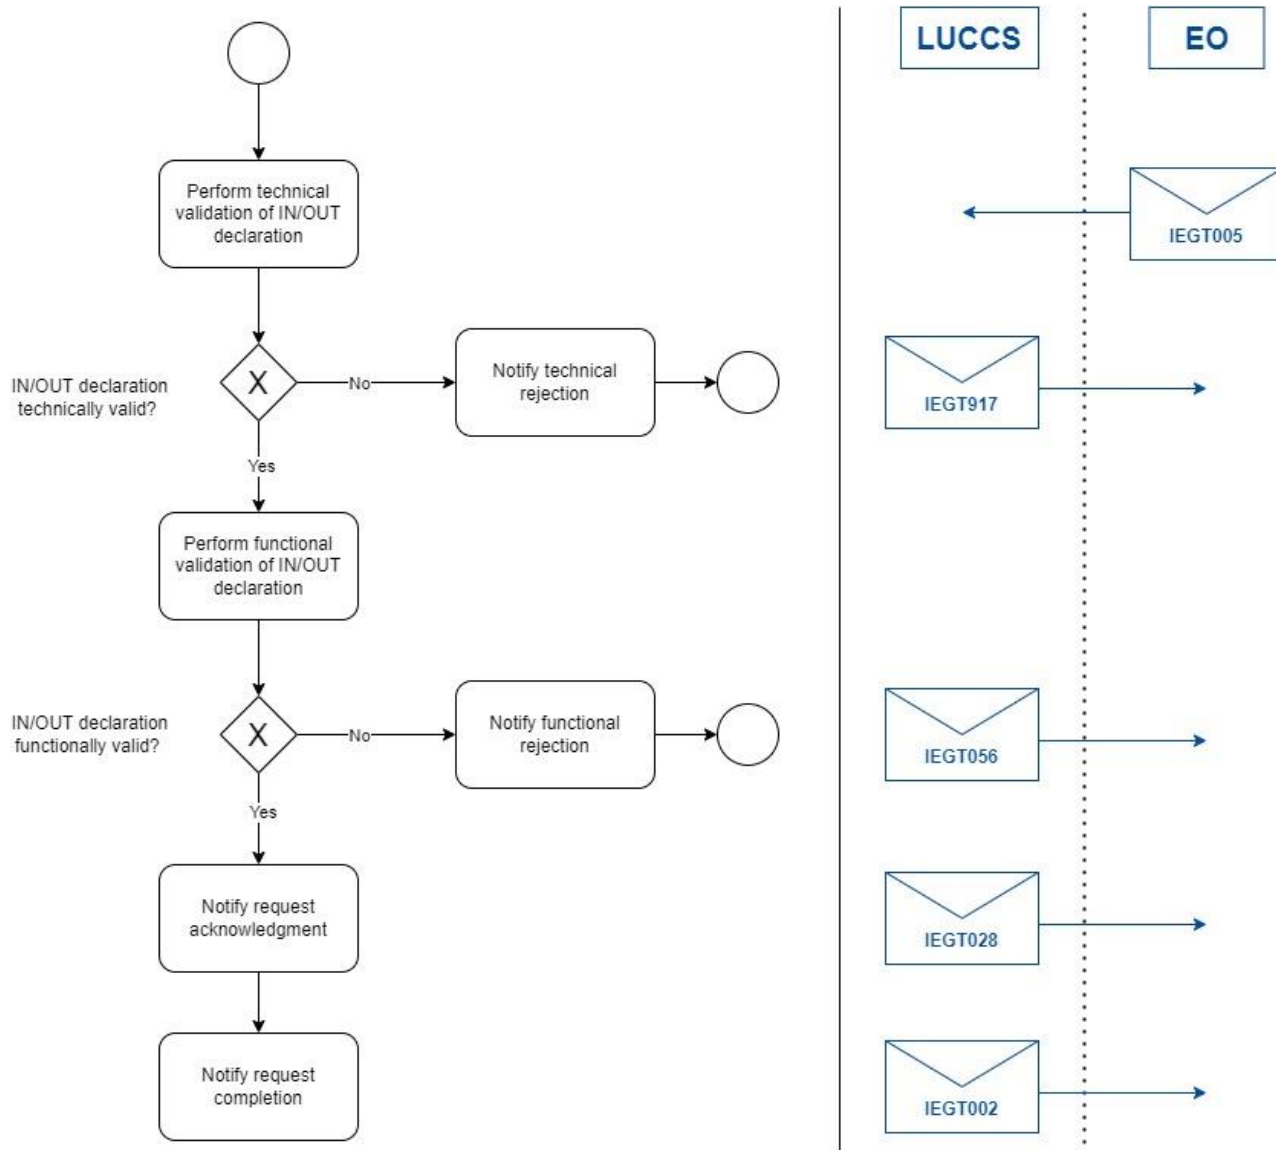 LUCCS
EO
Perform technical
validation of IN/OUT
declaration
IEGT005
IN/OUT declaration
technically valid?
X
No
Notify technical
rejection
IEGT917
Yes
Perform functional
validation of IN/OUT
declaration
IN/OUT declaration
functionally valid?
X
No
Notify functional
rejection
IEGT056
Yes
Notify request
acknowledgment
IEGT028
Notify request
completion
IEGT002